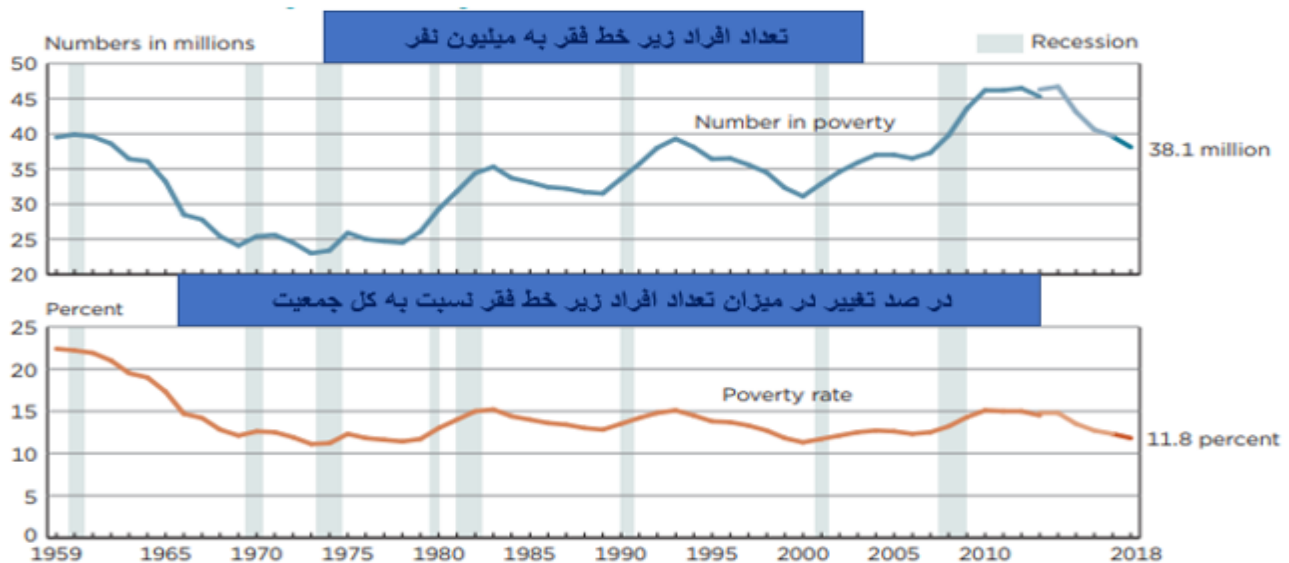 تعداد افراد زیر خط فقر به میلیون نفر
Numbers in millions
Recession
50
45
40
35
30
25
20
Number in poverty
38.1 million
در صد تغییر در میزان تعداد افراد زیر خط فقر نسبت به کل جمعیت
Percent
25
20
15
10
5
0
Poverty rate
11.8 percent
1959 1965 1970 1975 1980 1985 1990 1995 2000 2005 2010 2018